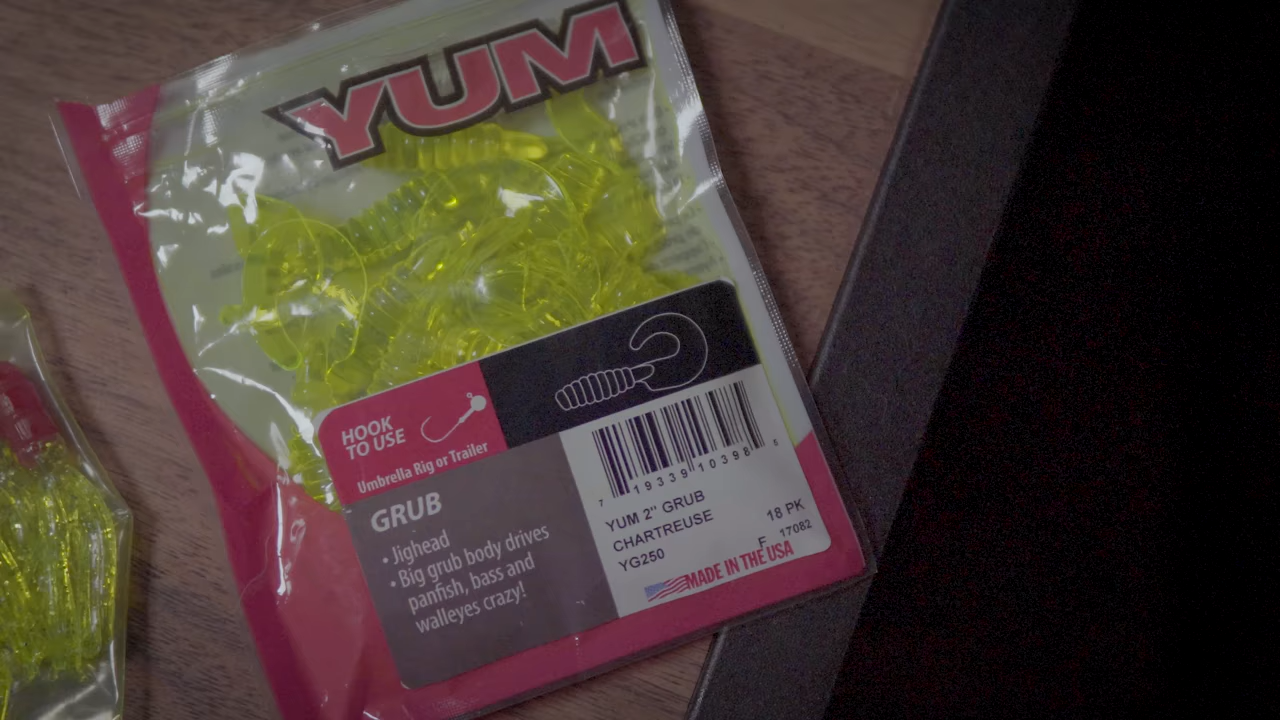 YUM
HOOK
TO USE
Umbrella Rig or Trailer
GRUB
• Jighead
• Big grub body drives
panfish, bass and
walleyes crazy!
7 19339 10398 6
YUM 2" GRUB
CHARTREUSE
YG250
18 PK
F 17082
MADE IN THE USA